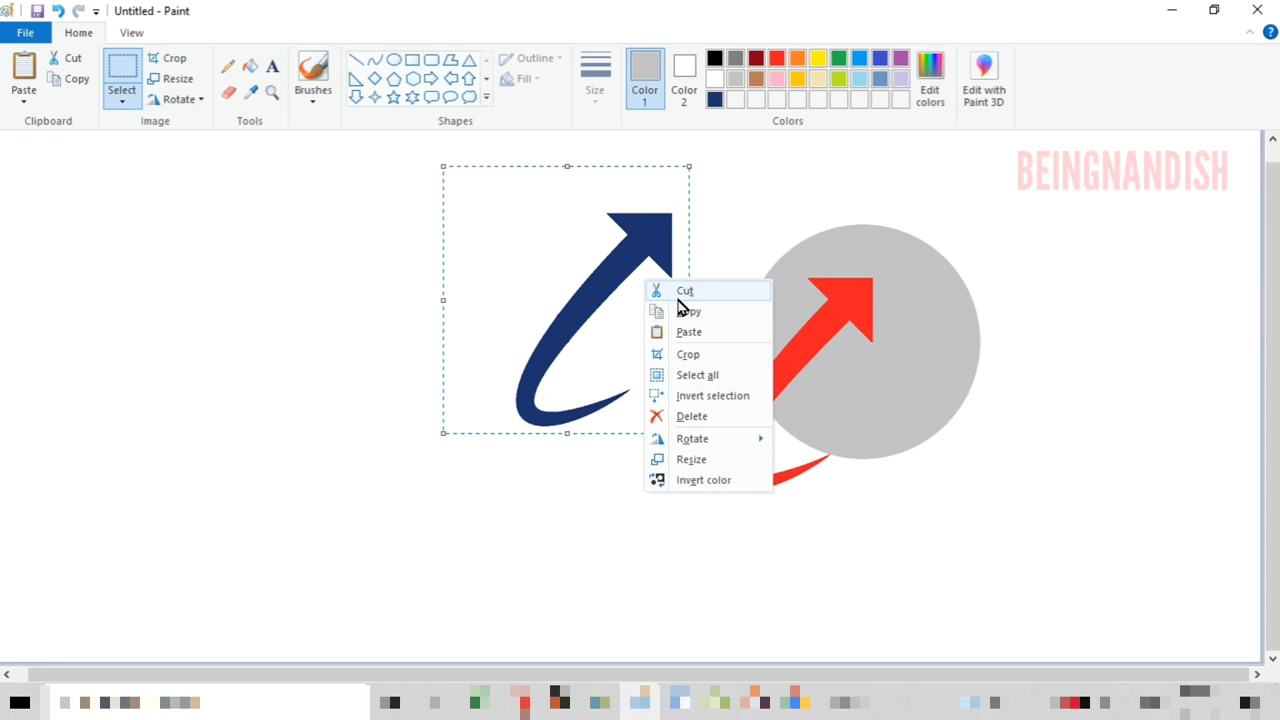 Untitled - Paint
File Home View
Paste
Cut
Copy
Clipboard
Select
Crop
Resize
Rotate
Image
A
Tools
Brushes
Outline
Fill
Shapes
Size
Color 1
Color 2
Edit colors
Colors
Edit with Paint 3D
BEINGNANDISH
Cut
Copy
Paste
Crop
Select all
Invert selection
Delete
Rotate
Resize
Invert color